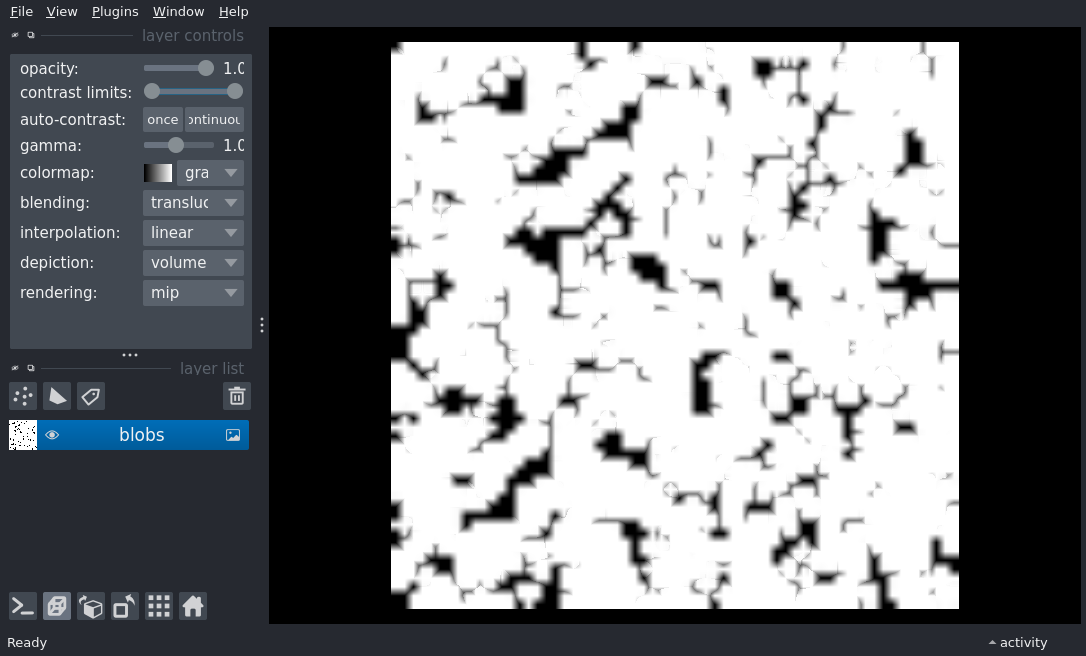 File View Plugins Window Help
layer controls
opacity: 1.0
contrast limits:
auto-contrast: once ontinuou
gamma: 1.0
colormap: gra
blending: transluc
interpolation: linear
depiction: volume
rendering: mip
layer list
blobs
Ready activity